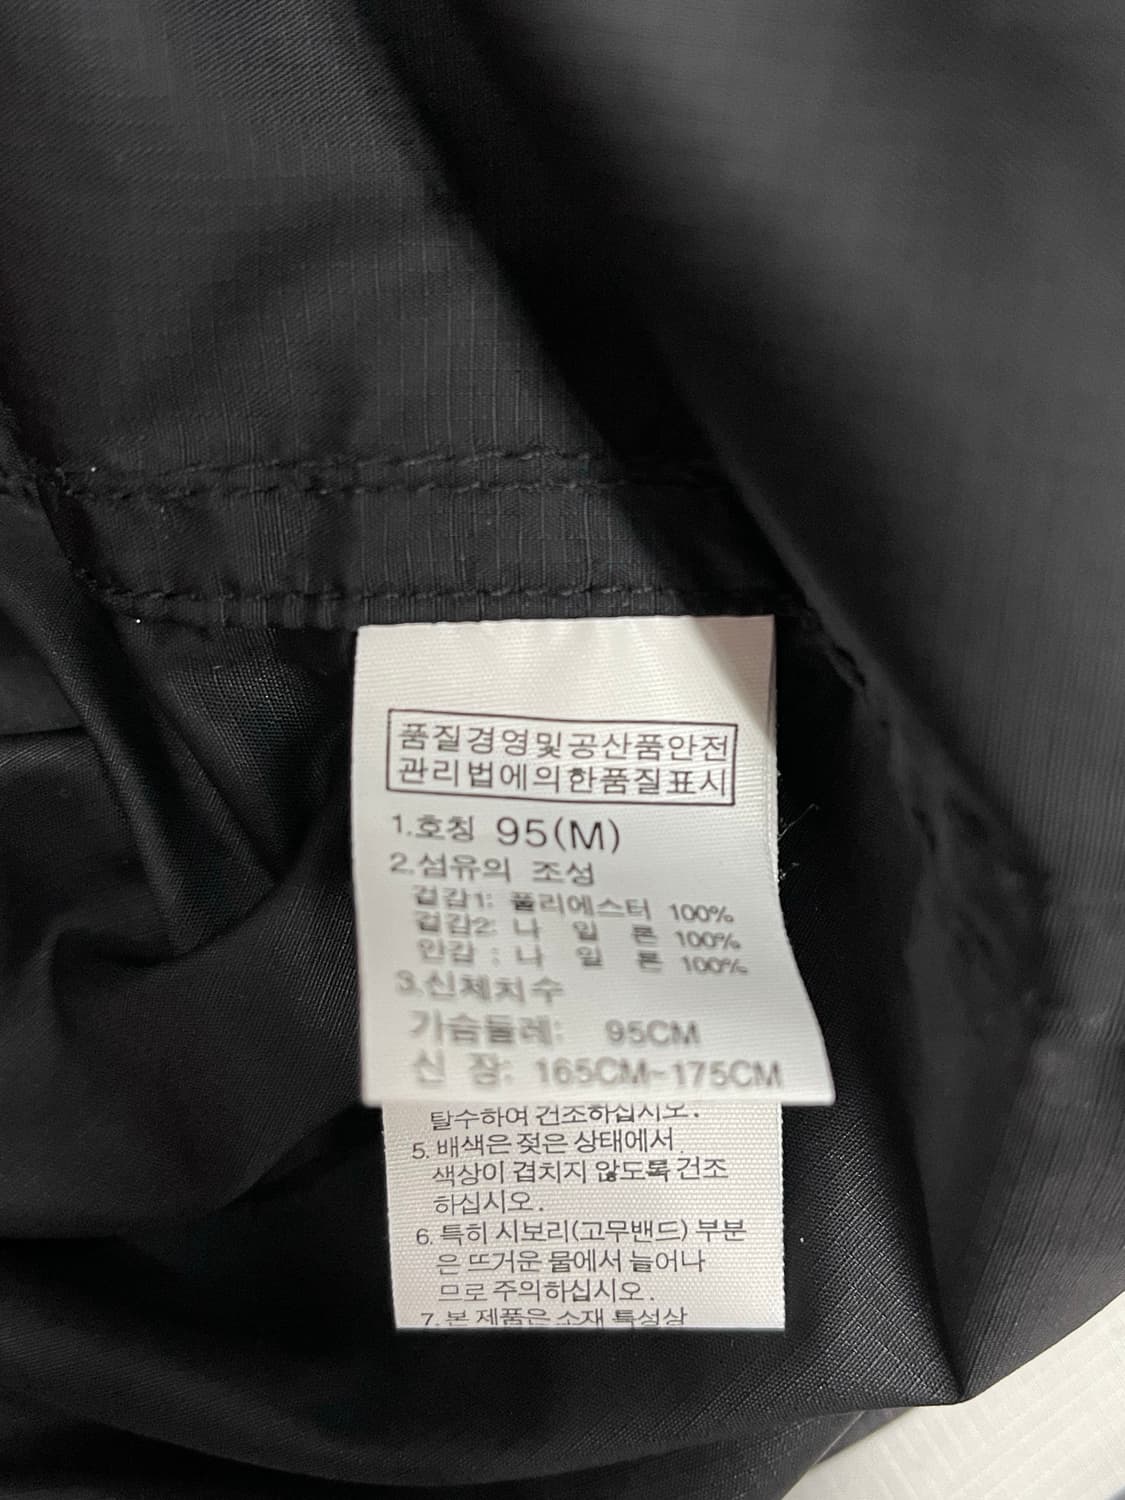 품질경영및공산품안전
관리법에의한품질표시
1.호칭 95(M)
2.섬유의 조성
겉감1: 폴리에스터 100%
겉감2: 나 일 론 100%
안감 : 나 일 론 100%
3.신체치수
가슴둘레: 95CM
신 장: 165CM~175CM
탈수하여 건조하십시오.
5. 배색은 젖은 상태에서
색상이 겹치지 않도록 건조
하십시오.
6. 특히 시보리(고무밴드) 부분
은 뜨거운 물에서 늘어나
므로 주의하십시오.
7. 본 제품은 소재 특성상